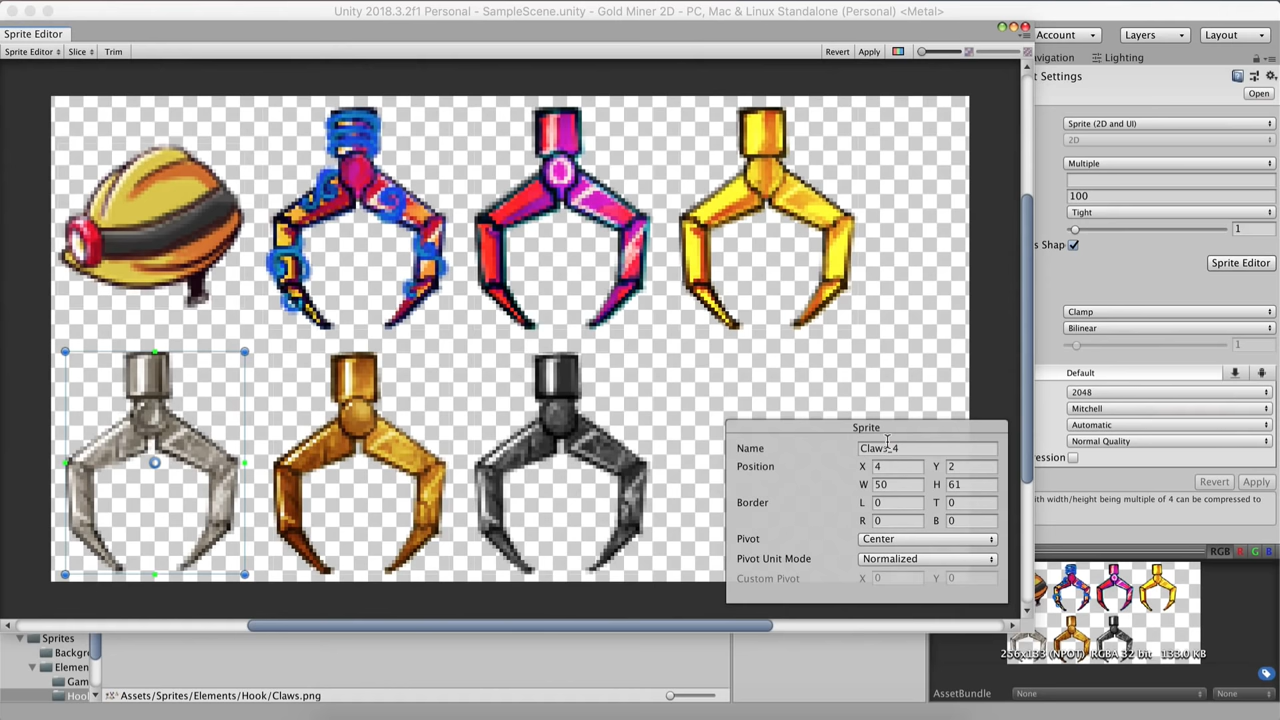 Unity 2018.3.2f1 Personal - SampleScene.unity - Gold Miner 2D - PC, Mac & Linux Standalone (Personal) <Metal>
Sprite Editor
Account Layers Layout
Sprite Editor Slice Trim Revert Apply
avigation Lighting
t Settings
Open
Sprite (2D and UI)
2D
Multiple
100
Tight
1
s Shap
Sprite Editor
Clamp
Bilinear
1
Default
2048
Mitchell
Automatic
Normal Quality
pression
Revert Apply
ith width/height being multiple of 4 can be compressed to
Sprite
Name Claws_4
Position X 4 Y 2
W 50 H 61
Border L 0 T 0
R 0 B 0
Pivot Center
Pivot Unit Mode Normalized
Custom Pivot X 0 Y 0
RGB R G B
256x133 (NPOT) RGBA 32 bit 133.0 KB
Sprites
Backgr
Elemen
Gam
Hoo
Assets/Sprites/Elements/Hook/Claws.png
AssetBundle None None